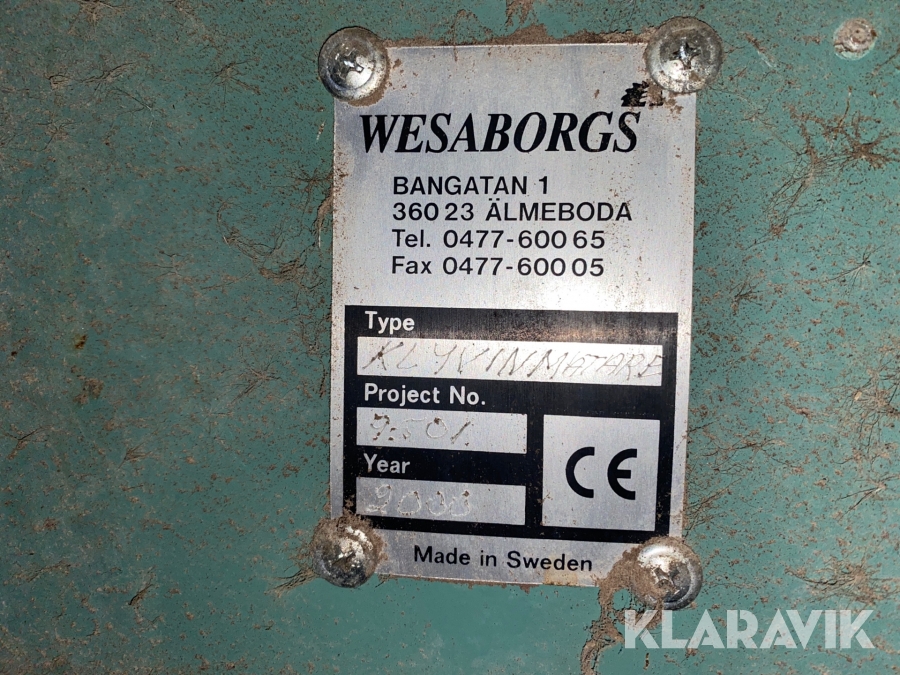 WESABORGS
BANGATAN 1
360 23 ÄLMEBODA
Tel. 0477-600 65
Fax 0477-600 05
Type
KLYVINMATARE
Project No.
Year
2000
CE
Made in Sweden
KLARAVIK